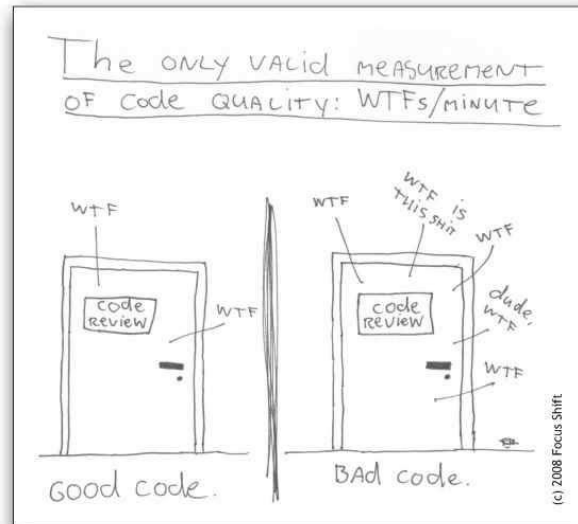 The ONLY VALID MEASUREMENT
OF Code QUALITY: WTFs/MINUTE
WTF
code
REVIEW
WTF
GOOD code.
WTF
WTF IS
THIS SHIT
WTF
code
REVIEW
dude,
WTF
WTF
BAd code.
(c) 2008 Focus Shift